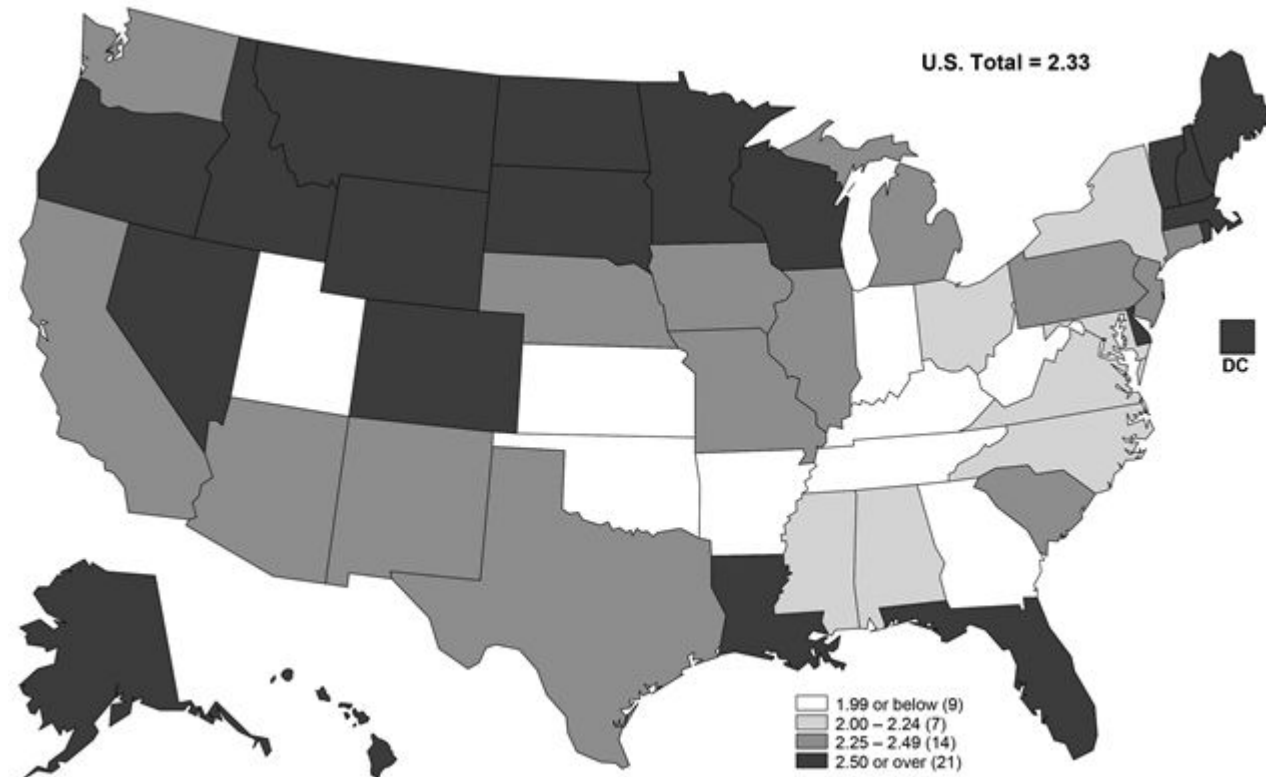 U.S. Total = 2.33
DC
1.99 or below (9)
2.00 – 2.24 (7)
2.25 – 2.49 (14)
2.50 or over (21)